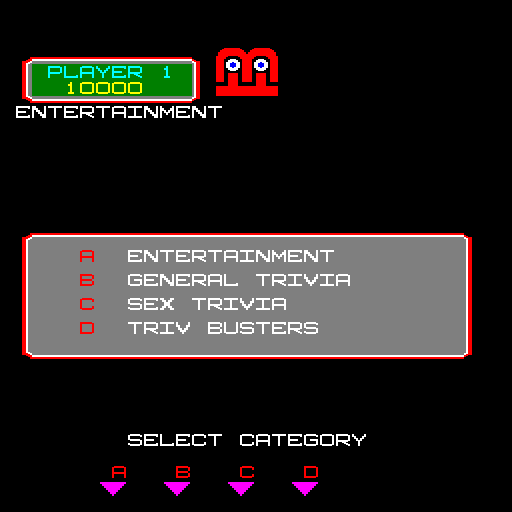 PLAYER 1
10000
ENTERTAINMENT
A ENTERTAINMENT
B GENERAL TRIVIA
C SEX TRIVIA
D TRIV BUSTERS
SELECT CATEGORY
A B C D